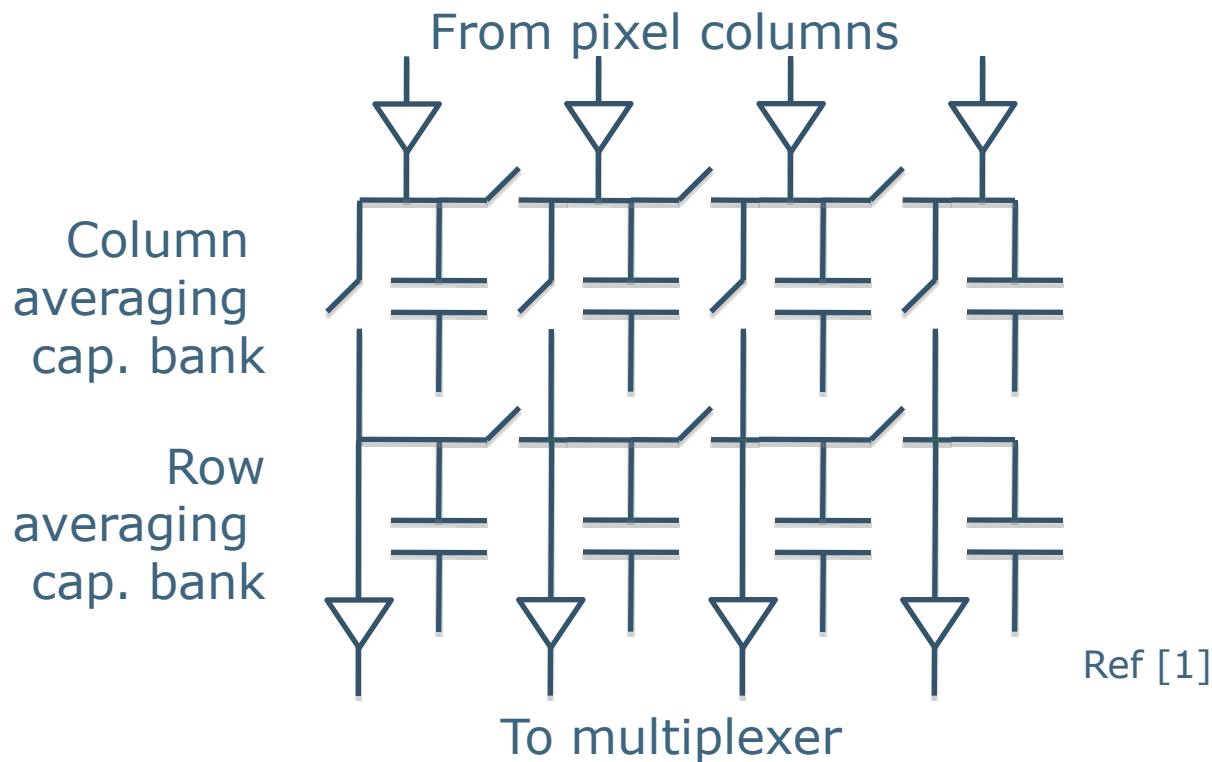 From pixel columns
Column
averaging
cap. bank
Row
averaging
cap. bank
Ref [1]
To multiplexer